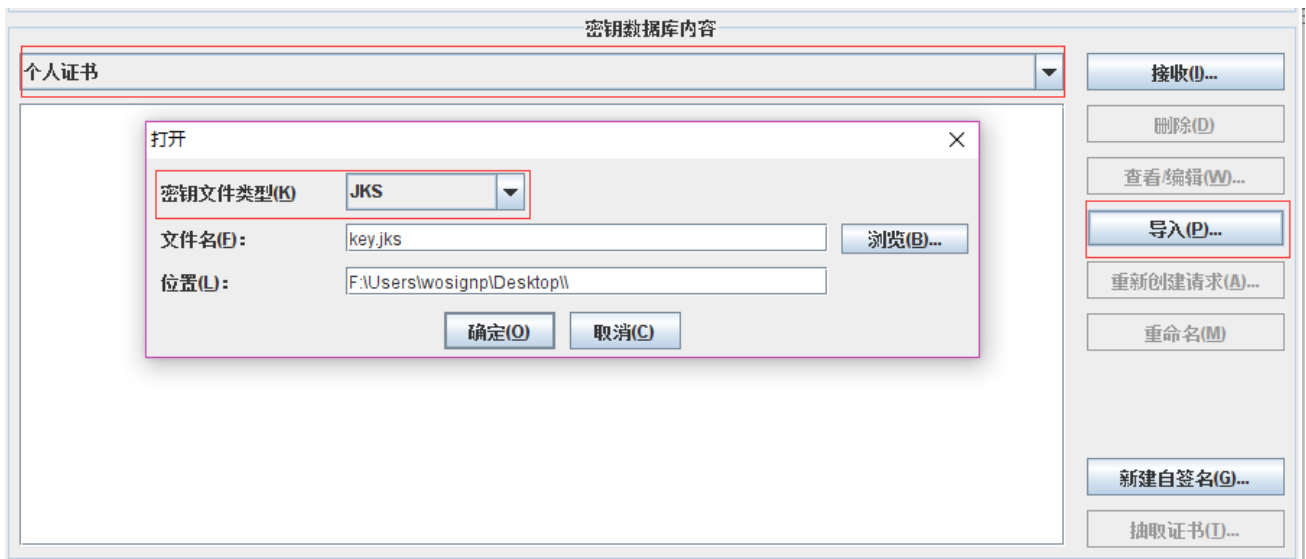 密钥数据库内容
个人证书
接收(I)...
删除(D)
打开
查看/编辑(W)...
密钥文件类型(K)
JKS
导入(P)...
文件名(F):
key.jks
浏览(B)...
位置(L):
F:\Users\wosignp\Desktop\\
重新创建请求(A)...
确定(O)
取消(C)
重命名(M)
新建自签名(G)...
抽取证书(T)...